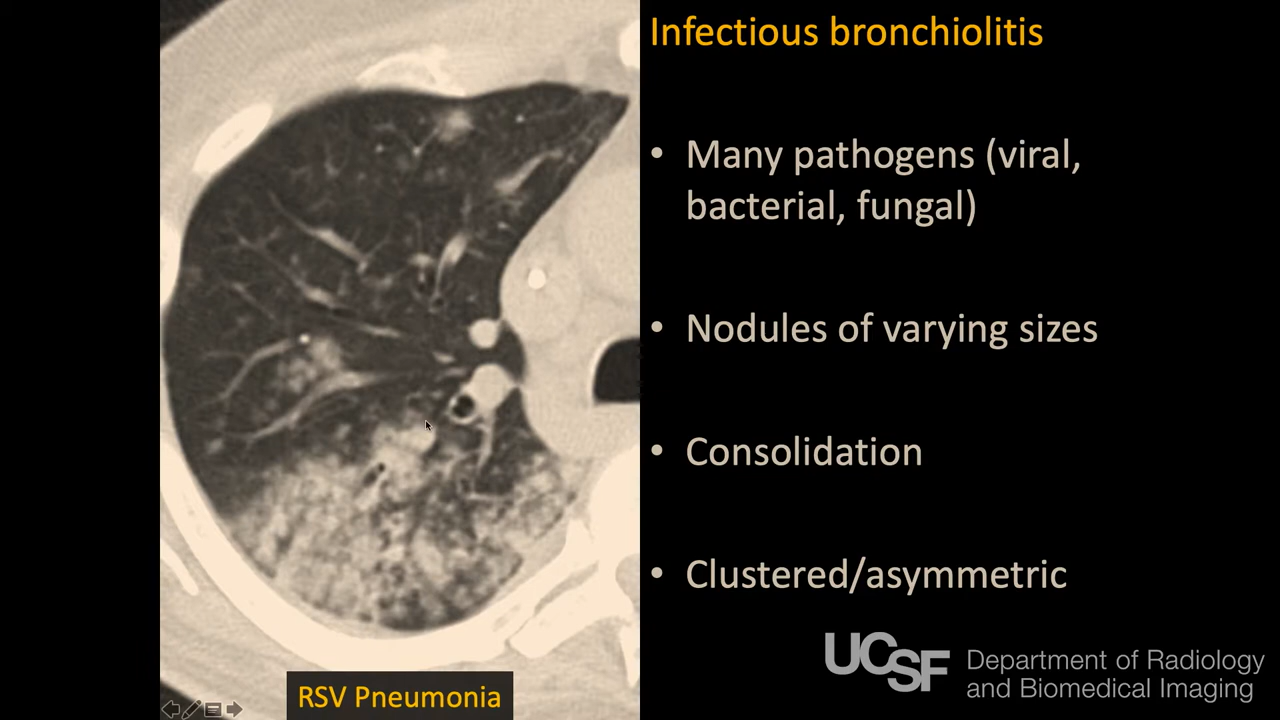 Infectious bronchiolitis
• Many pathogens (viral,
bacterial, fungal)
• Nodules of varying sizes
• Consolidation
• Clustered/asymmetric
RSV Pneumonia
UCSF
Department of Radiology
and Biomedical Imaging